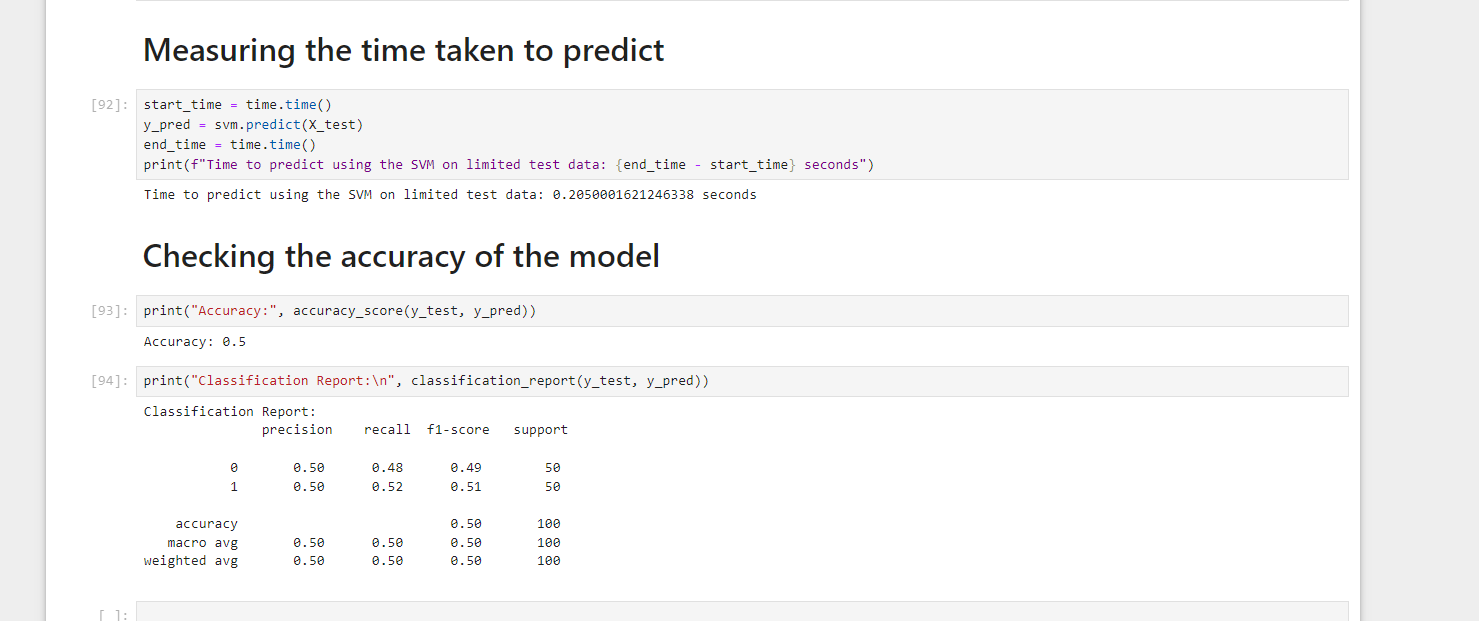 Measuring the time taken to predict
[92]:
start_time = time.time()
y_pred = svm.predict(X_test)
end_time = time.time()
print(f"Time to predict using the SVM on limited test data: {end_time - start_time} seconds")
Time to predict using the SVM on limited test data: 0.2050001621246338 seconds
Checking the accuracy of the model
[93]:
print("Accuracy:", accuracy_score(y_test, y_pred))
Accuracy: 0.5
[94]:
print("Classification Report:\n", classification_report(y_test, y_pred))
Classification Report:
precision recall f1-score support
0 0.50 0.48 0.49 50
1 0.50 0.52 0.51 50
accuracy 0.50 100
macro avg 0.50 0.50 0.50 100
weighted avg 0.50 0.50 0.50 100
[ ]: